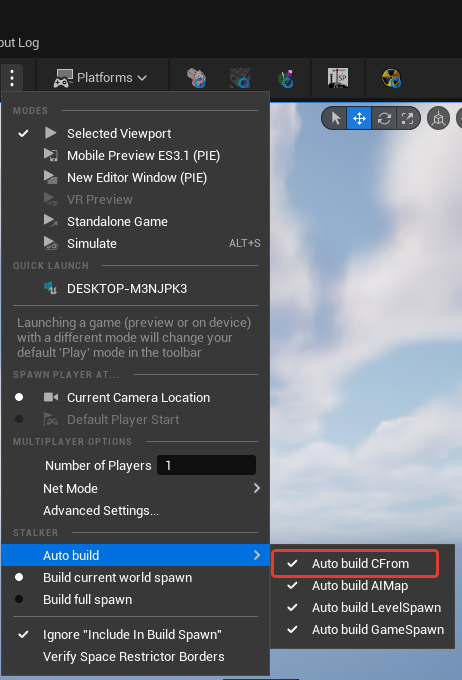 out Log
Platforms
SP
MODES
Selected Viewport
Mobile Preview ES3.1 (PIE)
New Editor Window (PIE)
VR Preview
Standalone Game
Simulate ALT+S
QUICK LAUNCH
DESKTOP-M3NJPK3
Launching a game (preview or on device)
with a different mode will change your
default 'Play' mode in the toolbar
SPAWN PLAYER AT...
Current Camera Location
Default Player Start
MULTIPLAYER OPTIONS
Number of Players 1
Net Mode
Advanced Settings...
STALKER
Auto build
Build current world spawn
Build full spawn
Ignore "Include In Build Spawn"
Verify Space Restrictor Borders
Auto build CFrom
Auto build AIMap
Auto build LevelSpawn
Auto build GameSpawn